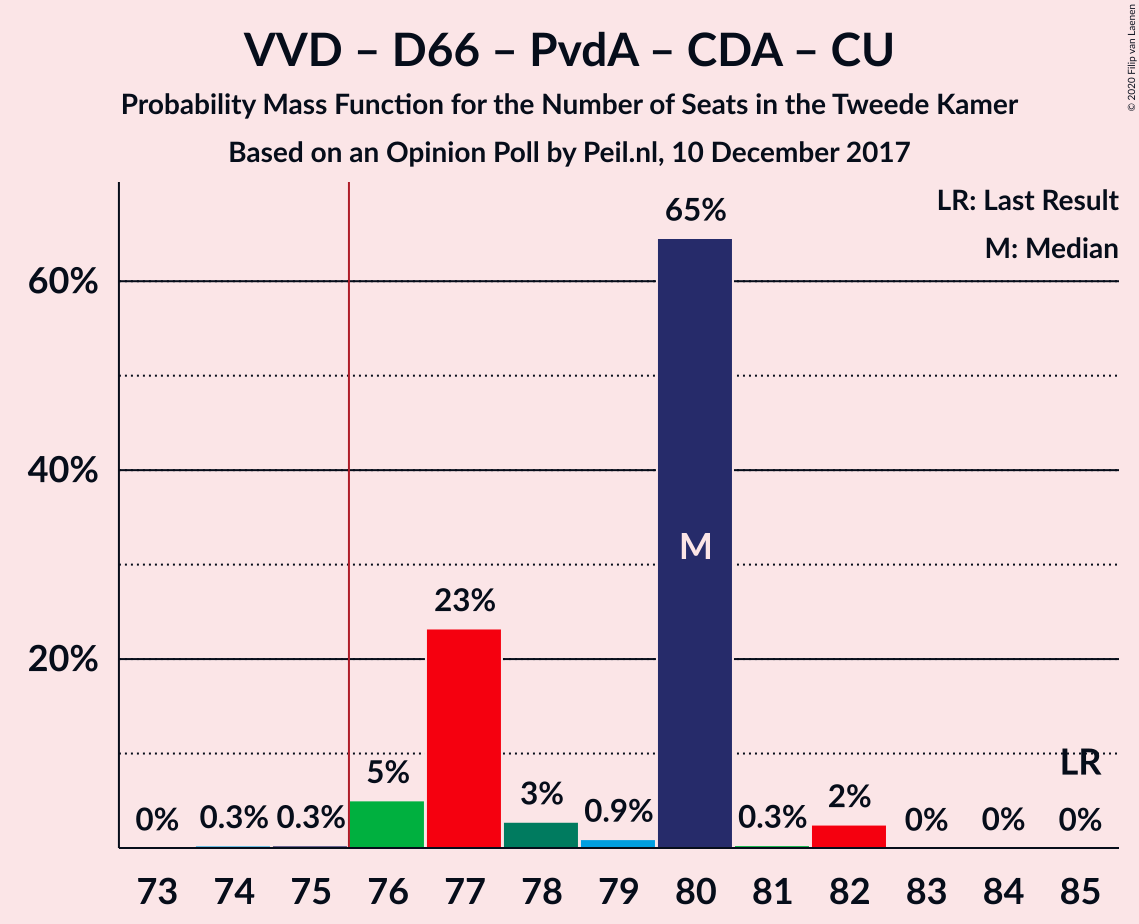 VVD – D66 – PvdA – CDA – CU
Probability Mass Function for the Number of Seats in the Tweede Kamer
Based on an Opinion Poll by Peil.nl, 10 December 2017
© 2020 Filip van Laenen
LR: Last Result
M: Median
60%
40%
20%
0%
0.3%
0.3%
5%
23%
3%
0.9%
65%
M
0.3%
2%
0%
0%
LR
0%
73 74 75 76 77 78 79 80 81 82 83 84 85